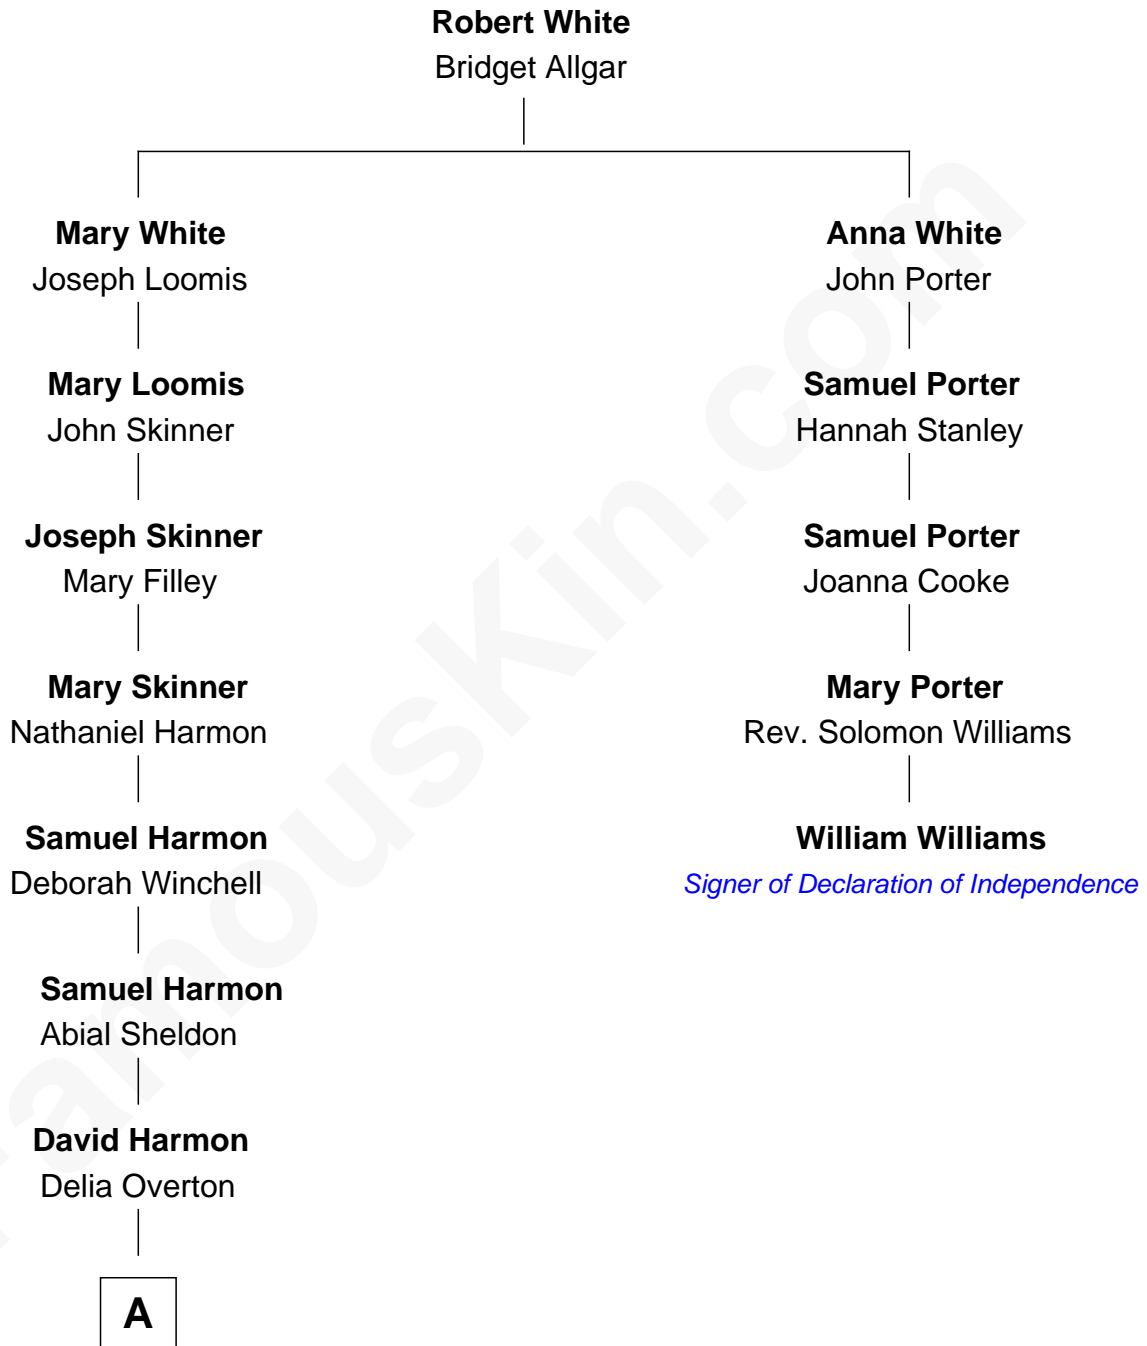 Robert White
Bridget Allgar
Mary White
Joseph Loomis
Anna White
John Porter
Mary Loomis
John Skinner
Samuel Porter
Hannah Stanley
Joseph Skinner
Mary Filley
Samuel Porter
Joanna Cooke
Mary Skinner
Nathaniel Harmon
Mary Porter
Rev. Solomon Williams
Samuel Harmon
Deborah Winchell
William Williams
Signer of Declaration of Independence
Samuel Harmon
Abial Sheldon
David Harmon
Delia Overton
A
FamousKin.com